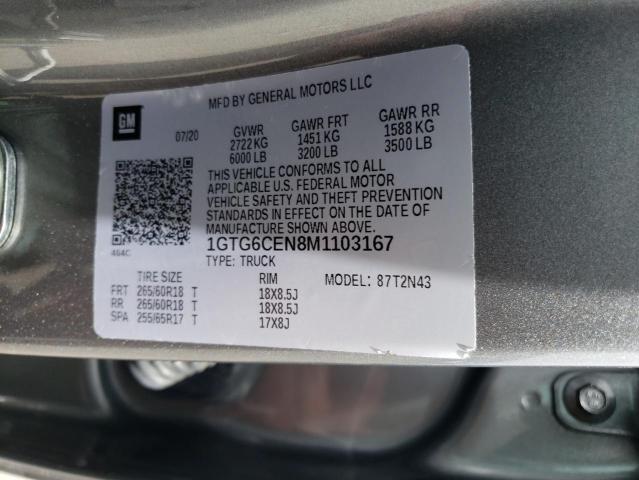 MFD BY GENERAL MOTORS LLC
GM
07/20
GVWR GAWR FRT GAWR RR
2722 KG 1451 KG 1588 KG
6000 LB 3200 LB 3500 LB
THIS VEHICLE CONFORMS TO ALL
APPLICABLE U.S. FEDERAL MOTOR
VEHICLE SAFETY AND THEFT PREVENTION
STANDARDS IN EFFECT ON THE DATE OF
MANUFACTURE SHOWN ABOVE.
464C
1GTG6CEN8M1103167
TYPE: TRUCK
TIRE SIZE RIM MODEL: 87T2N43
FRT 265/60R18 T 18X8.5J
RR 265/60R18 T 18X8.5J
SPA 255/65R17 T 17X8J